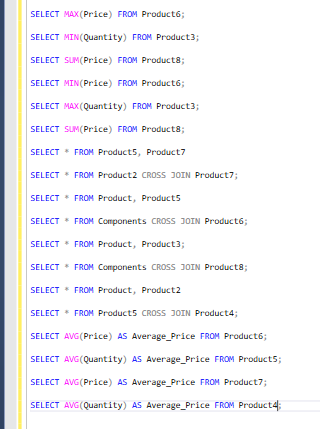 SELECT MAX(Price) FROM Product6;
SELECT MIN(Quantity) FROM Product3;
SELECT SUM(Price) FROM Product8;
SELECT MIN(Price) FROM Product6;
SELECT MAX(Quantity) FROM Product3;
SELECT SUM(Price) FROM Product8;
SELECT * FROM Product5, Product7
SELECT * FROM Product2 CROSS JOIN Product7;
SELECT * FROM Product, Product5
SELECT * FROM Components CROSS JOIN Product6;
SELECT * FROM Product, Product3;
SELECT * FROM Components CROSS JOIN Product8;
SELECT * FROM Product, Product2
SELECT * FROM Product5 CROSS JOIN Product4;
SELECT AVG(Price) AS Average_Price FROM Product6;
SELECT AVG(Quantity) AS Average_Price FROM Product5;
SELECT AVG(Price) AS Average_Price FROM Product7;
SELECT AVG(Quantity) AS Average_Price FROM Product4;